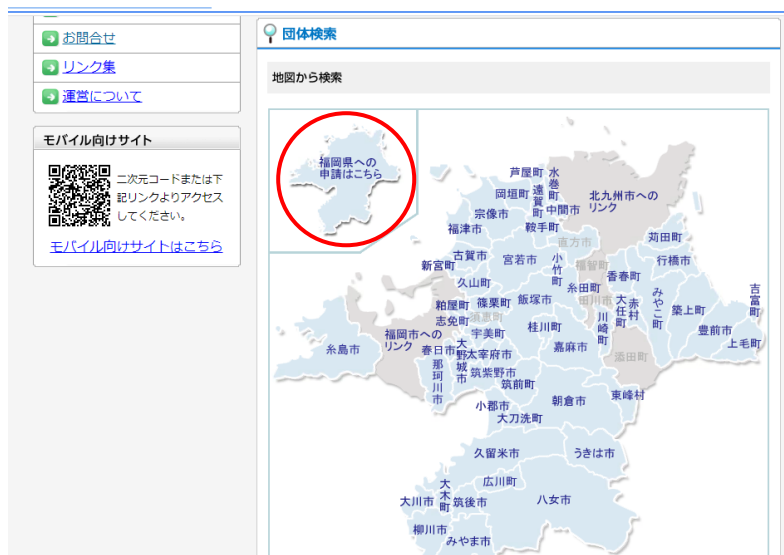 お問合せ
リンク集
運営について
モバイル向けサイト
二次元コードまたは下
記リンクよりアクセス
してください。
モバイル向けサイトはこちら
団体検索
地図から検索
福岡県への
申請はこちら
芦屋町
水巻町
岡垣町
遠賀町
中間市
北九州市への
リンク
宗像市
福津市
鞍手町
直方市
苅田町
古賀市
新宮町
宮若市
小竹町
福智町
行橋市
香春町
久山町
糸田町
田川市
大任町
赤村
みやこ町
吉富町
粕屋町
篠栗町
飯塚市
築上町
志免町
須恵町
川崎町
豊前市
上毛町
福岡市への
リンク
宇美町
桂川町
糸島市
春日市
大野城市
太宰府市
嘉麻市
添田町
那珂川市
筑紫野市
筑前町
東峰村
小郡市
朝倉市
大刀洗町
久留米市
うきは市
大川市
大木町
広川町
筑後市
八女市
柳川市
みやま市